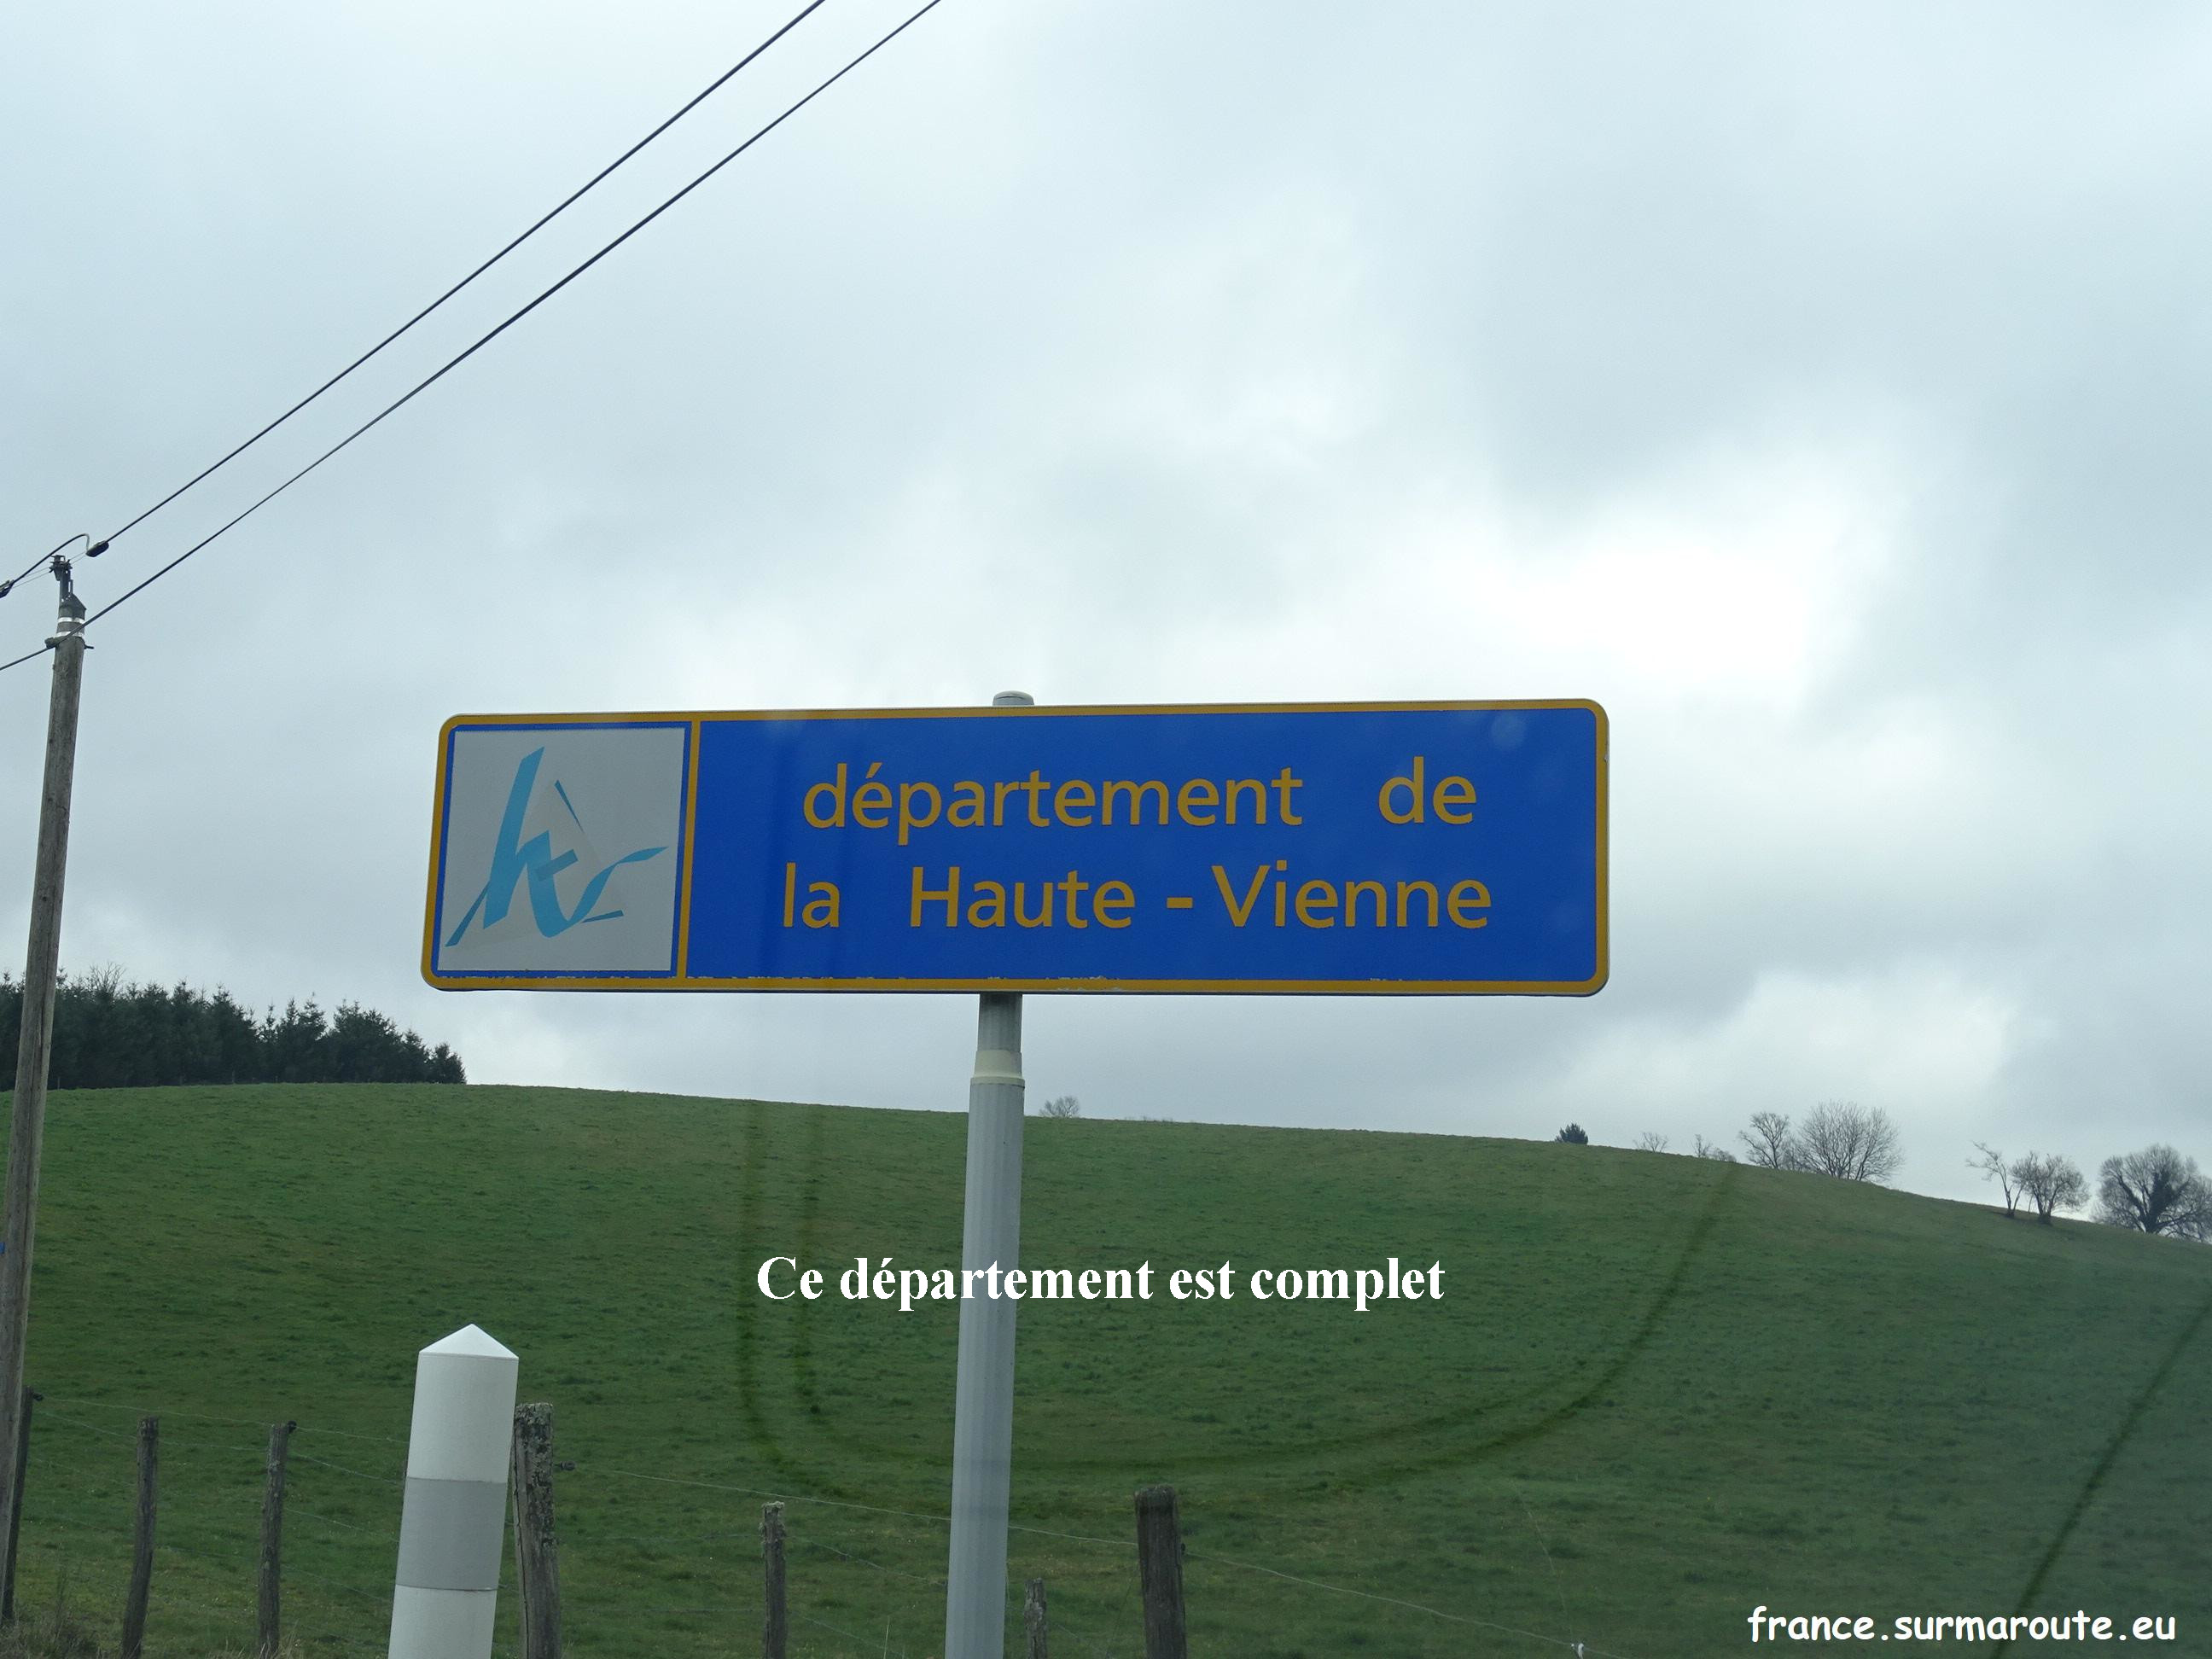 département de
la Haute - Vienne
Ce département est complet
france.surmaroute.eu